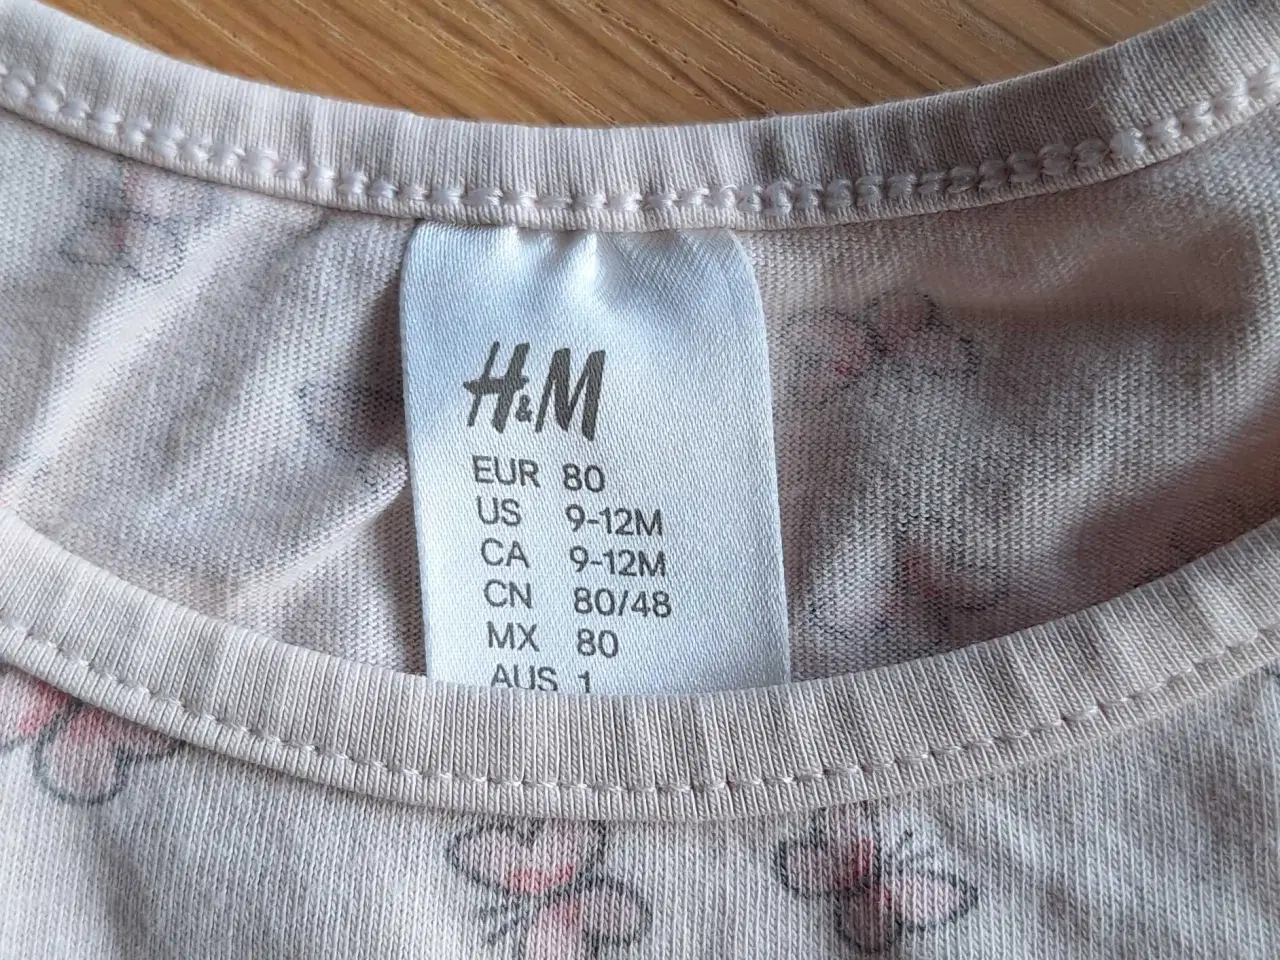 H&M
EUR 80
US 9-12M
CA 9-12M
CN 80/48
MX 80
AUS 1